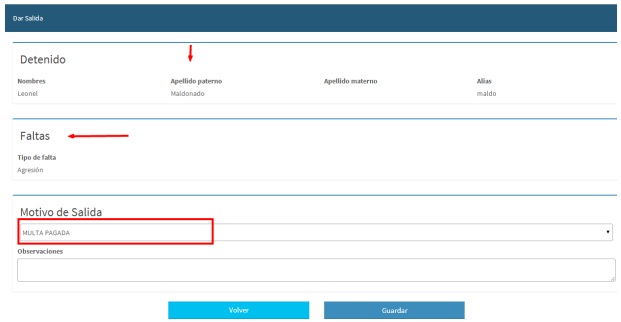 Dar Salida
Detenido
Nombres Apellido paterno Apellido materno Alias
Leonel Maldonado maldo
Faltas
Tipo de falta
Agresión
Motivo de Salida
MULTA PAGADA
Observaciones
Volver Guardar